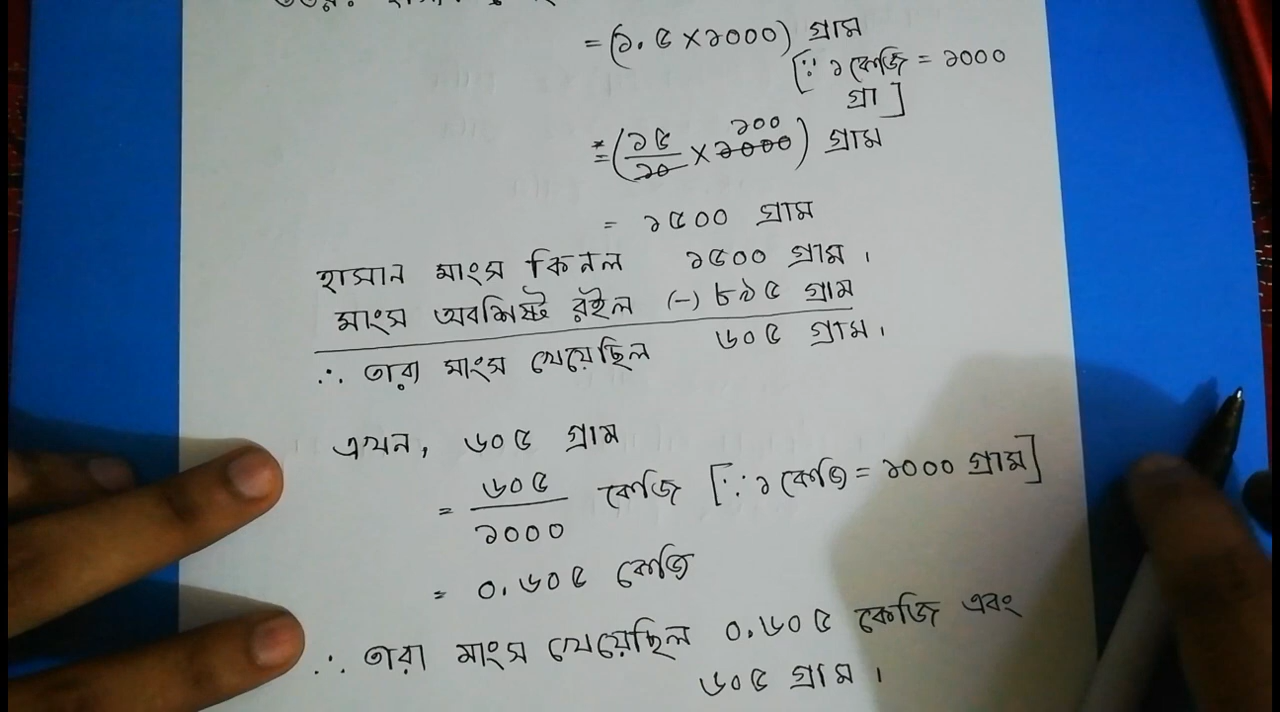 = (১.৫ × ১০০০) গ্রাম
[∵ ১ কেজি = ১০০০
গ্রা]
= (১৫/১০ × ১০০০) গ্রাম ১০০
= ১৫০০ গ্রাম
হাসান মাংস কিনল ১৫০০ গ্রাম।
মাংস অবশিষ্ট রইল (-) ৮৯৫ গ্রাম
∴ তারা মাংস খেয়েছিল ৬০৫ গ্রাম।
এখন, ৬০৫ গ্রাম
= ৬০৫/১০০০ কেজি [∵ ১ কেজি = ১০০০ গ্রাম]
= ০.৬০৫ কেজি
∴ তারা মাংস খেয়েছিল ০.৬০৫ কেজি এবং
৬০৫ গ্রাম।